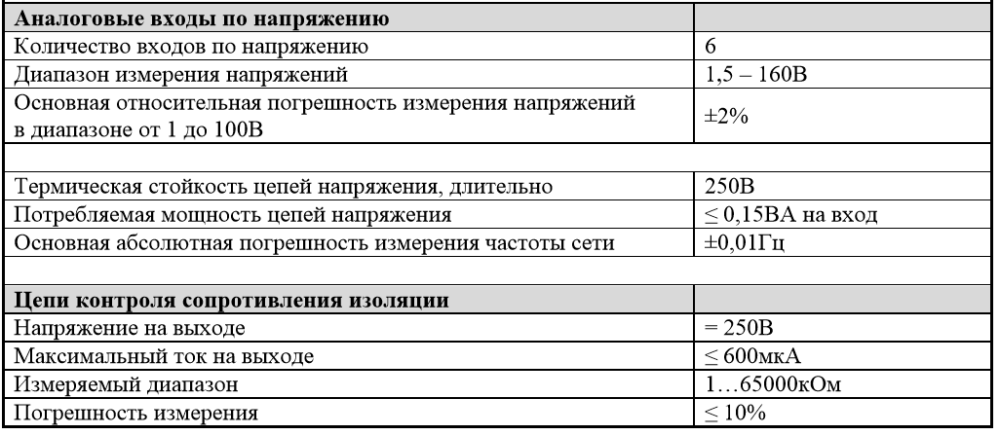 Аналоговые входы по напряжению
Количество входов по напряжению 6
Диапазон измерения напряжений 1,5 – 160В
Основная относительная погрешность измерения напряжений
в диапазоне от 1 до 100В ±2%
Термическая стойкость цепей напряжения, длительно 250В
Потребляемая мощность цепей напряжения ≤ 0,15ВА на вход
Основная абсолютная погрешность измерения частоты сети ±0,01Гц
Цепи контроля сопротивления изоляции
Напряжение на выходе = 250В
Максимальный ток на выходе ≤ 600мкА
Измеряемый диапазон 1…65000кОм
Погрешность измерения ≤ 10%